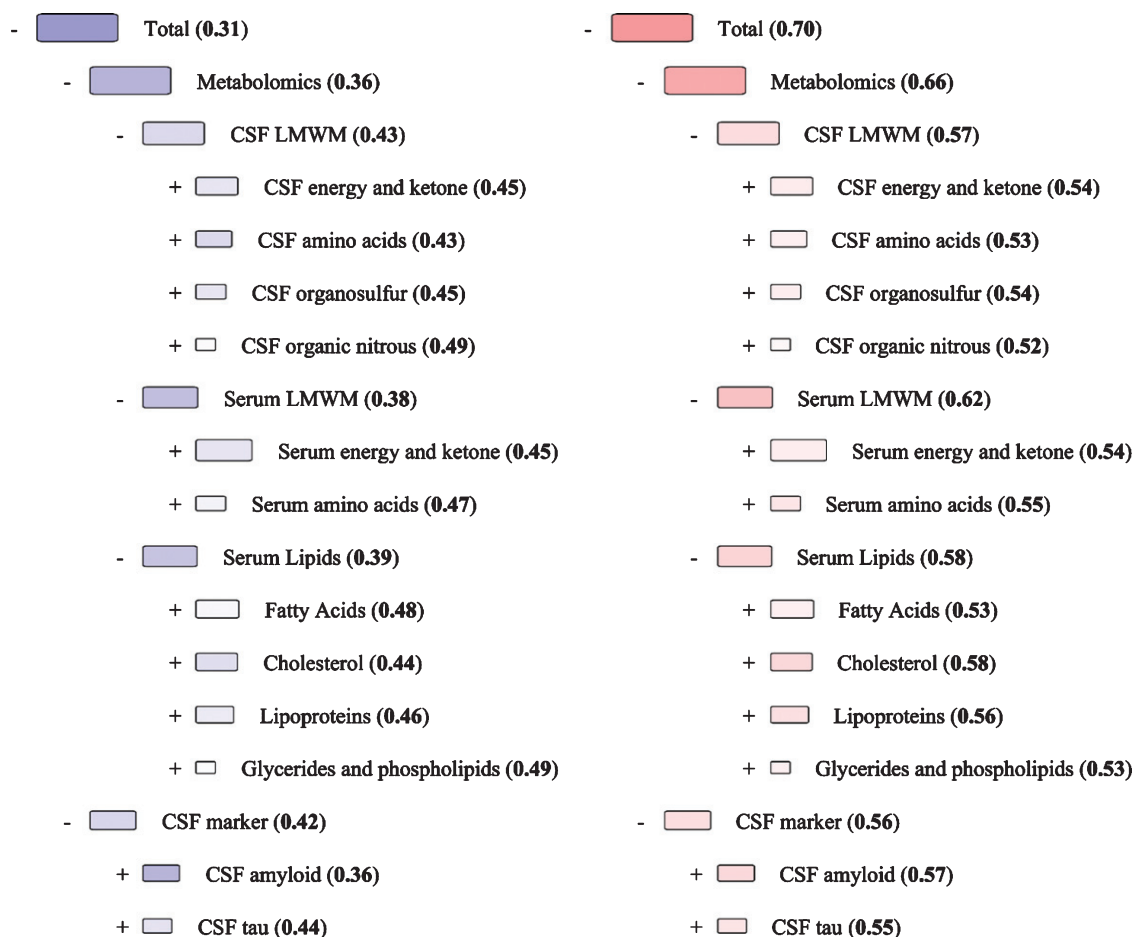 - Total (0.31)
- Metabolomics (0.36)
- CSF LMWM (0.43)
+ CSF energy and ketone (0.45)
+ CSF amino acids (0.43)
+ CSF organosulfur (0.45)
+ CSF organic nitrous (0.49)
- Serum LMWM (0.38)
+ Serum energy and ketone (0.45)
+ Serum amino acids (0.47)
- Serum Lipids (0.39)
+ Fatty Acids (0.48)
+ Cholesterol (0.44)
+ Lipoproteins (0.46)
+ Glycerides and phospholipids (0.49)
- CSF marker (0.42)
+ CSF amyloid (0.36)
+ CSF tau (0.44)
- Total (0.70)
- Metabolomics (0.66)
- CSF LMWM (0.57)
+ CSF energy and ketone (0.54)
+ CSF amino acids (0.53)
+ CSF organosulfur (0.54)
+ CSF organic nitrous (0.52)
- Serum LMWM (0.62)
+ Serum energy and ketone (0.54)
+ Serum amino acids (0.55)
- Serum Lipids (0.58)
+ Fatty Acids (0.53)
+ Cholesterol (0.58)
+ Lipoproteins (0.56)
+ Glycerides and phospholipids (0.53)
- CSF marker (0.56)
+ CSF amyloid (0.57)
+ CSF tau (0.55)